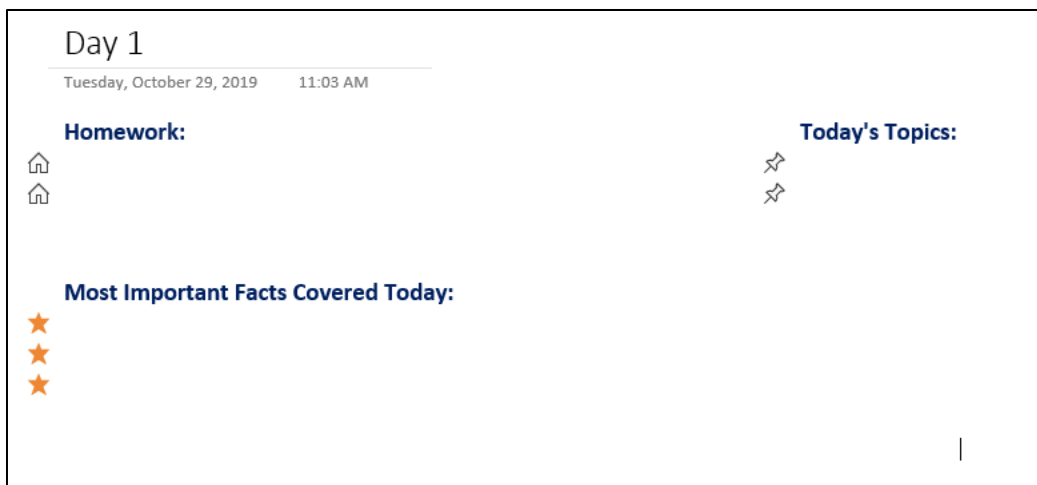 Day 1
Tuesday, October 29, 2019 11:03 AM
Homework:
Today's Topics:
Most Important Facts Covered Today: